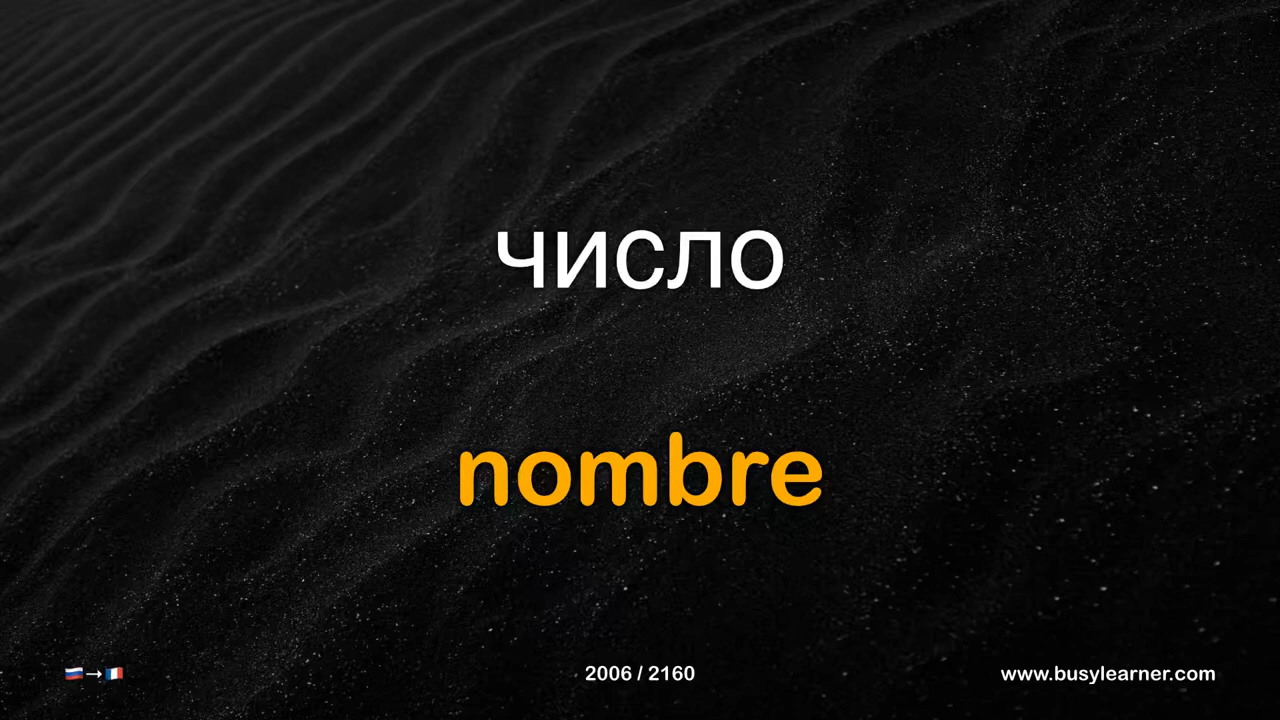 число
nombre
🇷🇺→🇫🇷
2006 / 2160
www.busylearner.com